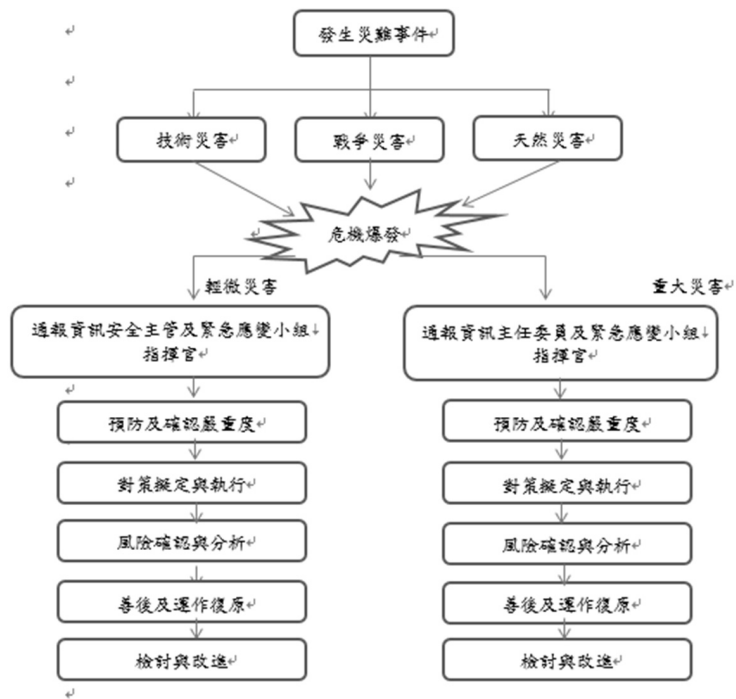 發生災難事件
技術災害
戰爭災害
天然災害
危機爆發
輕微災害
重大災害
通報資訊安全主管及緊急應變小組
指揮官
通報資訊主任委員及緊急應變小組
指揮官
預防及確認嚴重度
預防及確認嚴重度
對策擬定與執行
對策擬定與執行
風險確認與分析
風險確認與分析
善後及運作復原
善後及運作復原
檢討與改進
檢討與改進